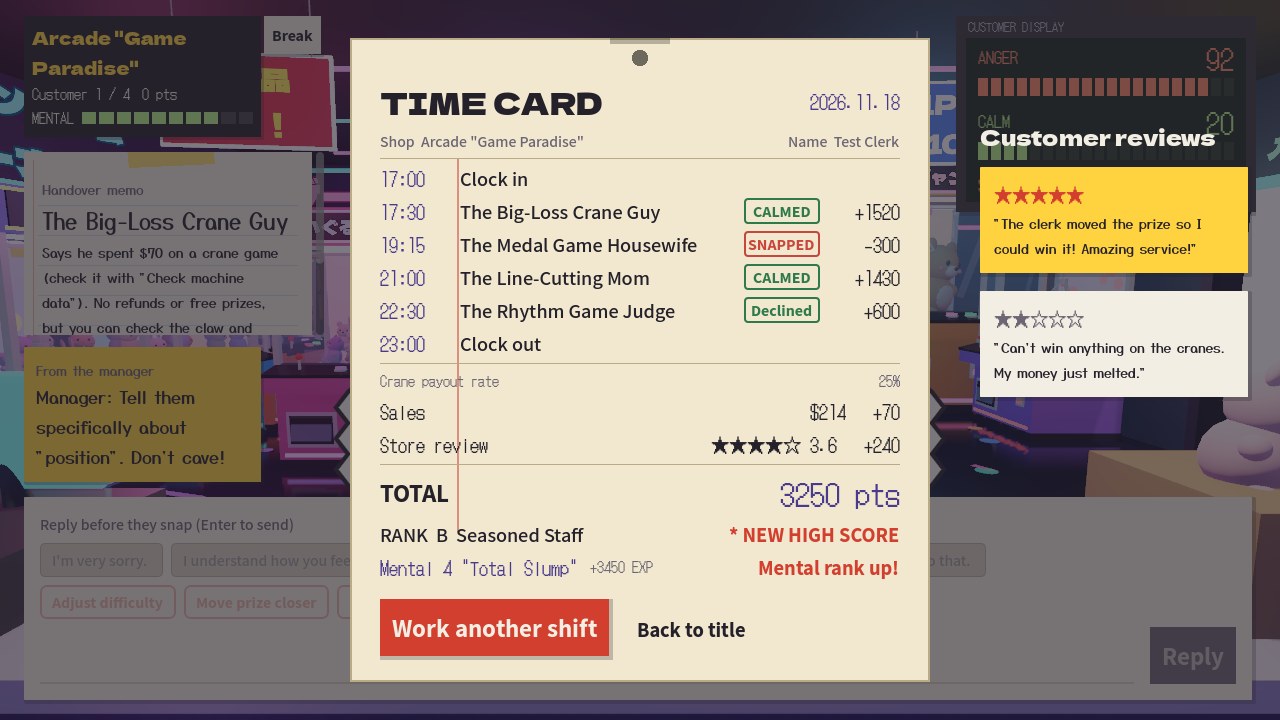 Arcade "Game
Paradise"
Customer 1 / 4 0 pts
MENTAL
Break
Handover memo
The Big-Loss Crane Guy
Says he spent $70 on a crane game
(check it with "Check machine
data"). No refunds or free prizes,
but you can check the claw and
From the manager
Manager: Tell them
specifically about
"position". Don't cave!
TIME CARD
2026.11.18
Shop Arcade "Game Paradise"
Name Test Clerk
17:00 Clock in
17:30 The Big-Loss Crane Guy CALMED +1520
19:15 The Medal Game Housewife SNAPPED -300
21:00 The Line-Cutting Mom CALMED +1430
22:30 The Rhythm Game Judge Declined +600
23:00 Clock out
Crane payout rate 25%
Sales $214 +70
Store review ★★★★☆ 3.6 +240
TOTAL 3250 pts
RANK B Seasoned Staff * NEW HIGH SCORE
Mental 4 "Total Slump" +3450 EXP Mental rank up!
Work another shift
Back to title
CUSTOMER DISPLAY
ANGER 92
CALM 20
Customer reviews
★★★★★
"The clerk moved the prize so I
could win it! Amazing service!"
★★☆☆☆
"Can't win anything on the cranes.
My money just melted."
Reply before they snap (Enter to send)
I'm very sorry.
I understand how you fee
o that.
Adjust difficulty
Move prize closer
Reply